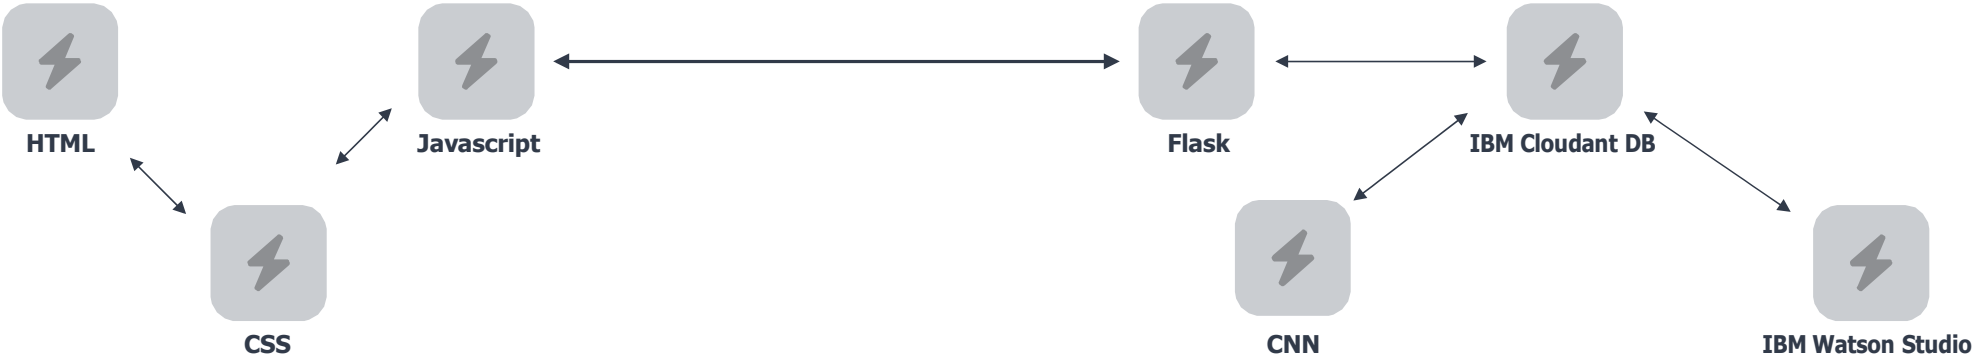 HTML
Javascript
Flask
IBM Cloudant DB
CSS
CNN
IBM Watson Studio